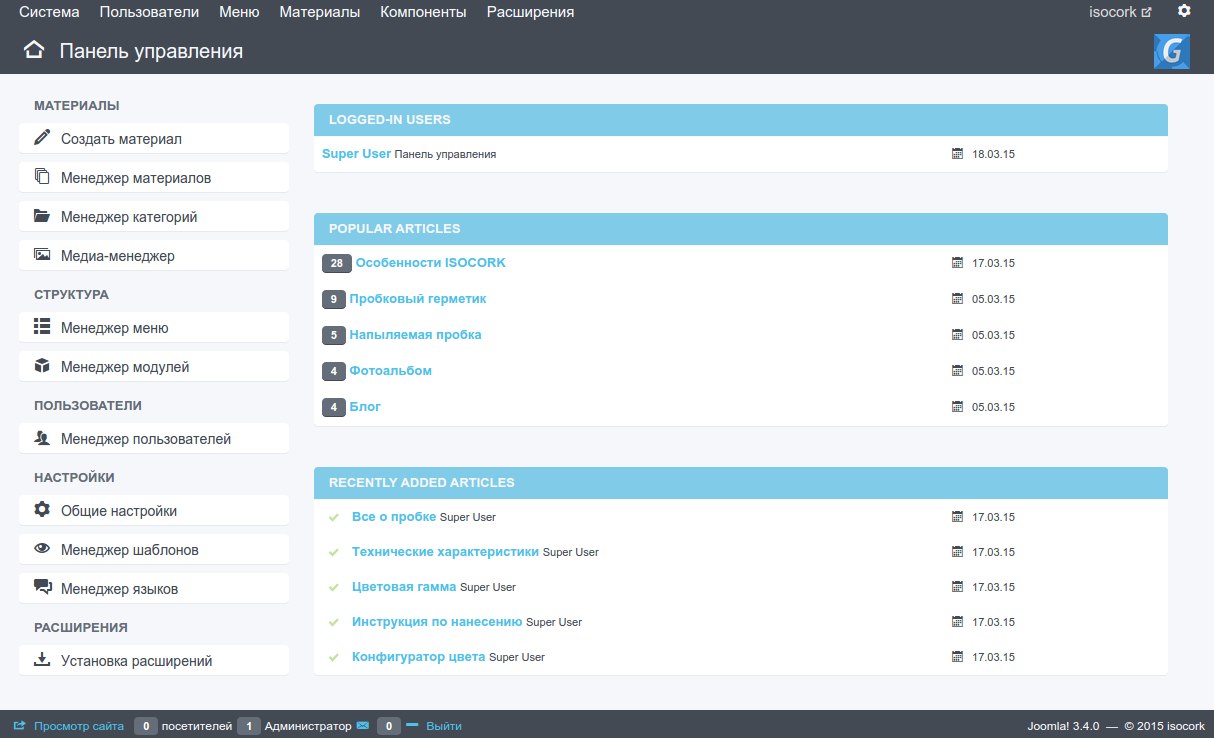 Система Пользователи Меню Материалы Компоненты Расширения isocork
Панель управления G
МАТЕРИАЛЫ
Создать материал
Менеджер материалов
Менеджер категорий
Медиа-менеджер
СТРУКТУРА
Менеджер меню
Менеджер модулей
ПОЛЬЗОВАТЕЛИ
Менеджер пользователей
НАСТРОЙКИ
Общие настройки
Менеджер шаблонов
Менеджер языков
РАСШИРЕНИЯ
Установка расширений
LOGGED-IN USERS
Super User Панель управления 18.03.15
POPULAR ARTICLES
28 Особенности ISOCORK 17.03.15
9 Пробковый герметик 05.03.15
5 Напыляемая пробка 05.03.15
4 Фотоальбом 05.03.15
4 Блог 05.03.15
RECENTLY ADDED ARTICLES
Все о пробке Super User 17.03.15
Технические характеристики Super User 17.03.15
Цветовая гамма Super User 17.03.15
Инструкция по нанесению Super User 17.03.15
Конфигуратор цвета Super User 17.03.15
Просмотр сайта 0 посетителей 1 Администратор 0 Выйти Joomla! 3.4.0 — © 2015 isocork